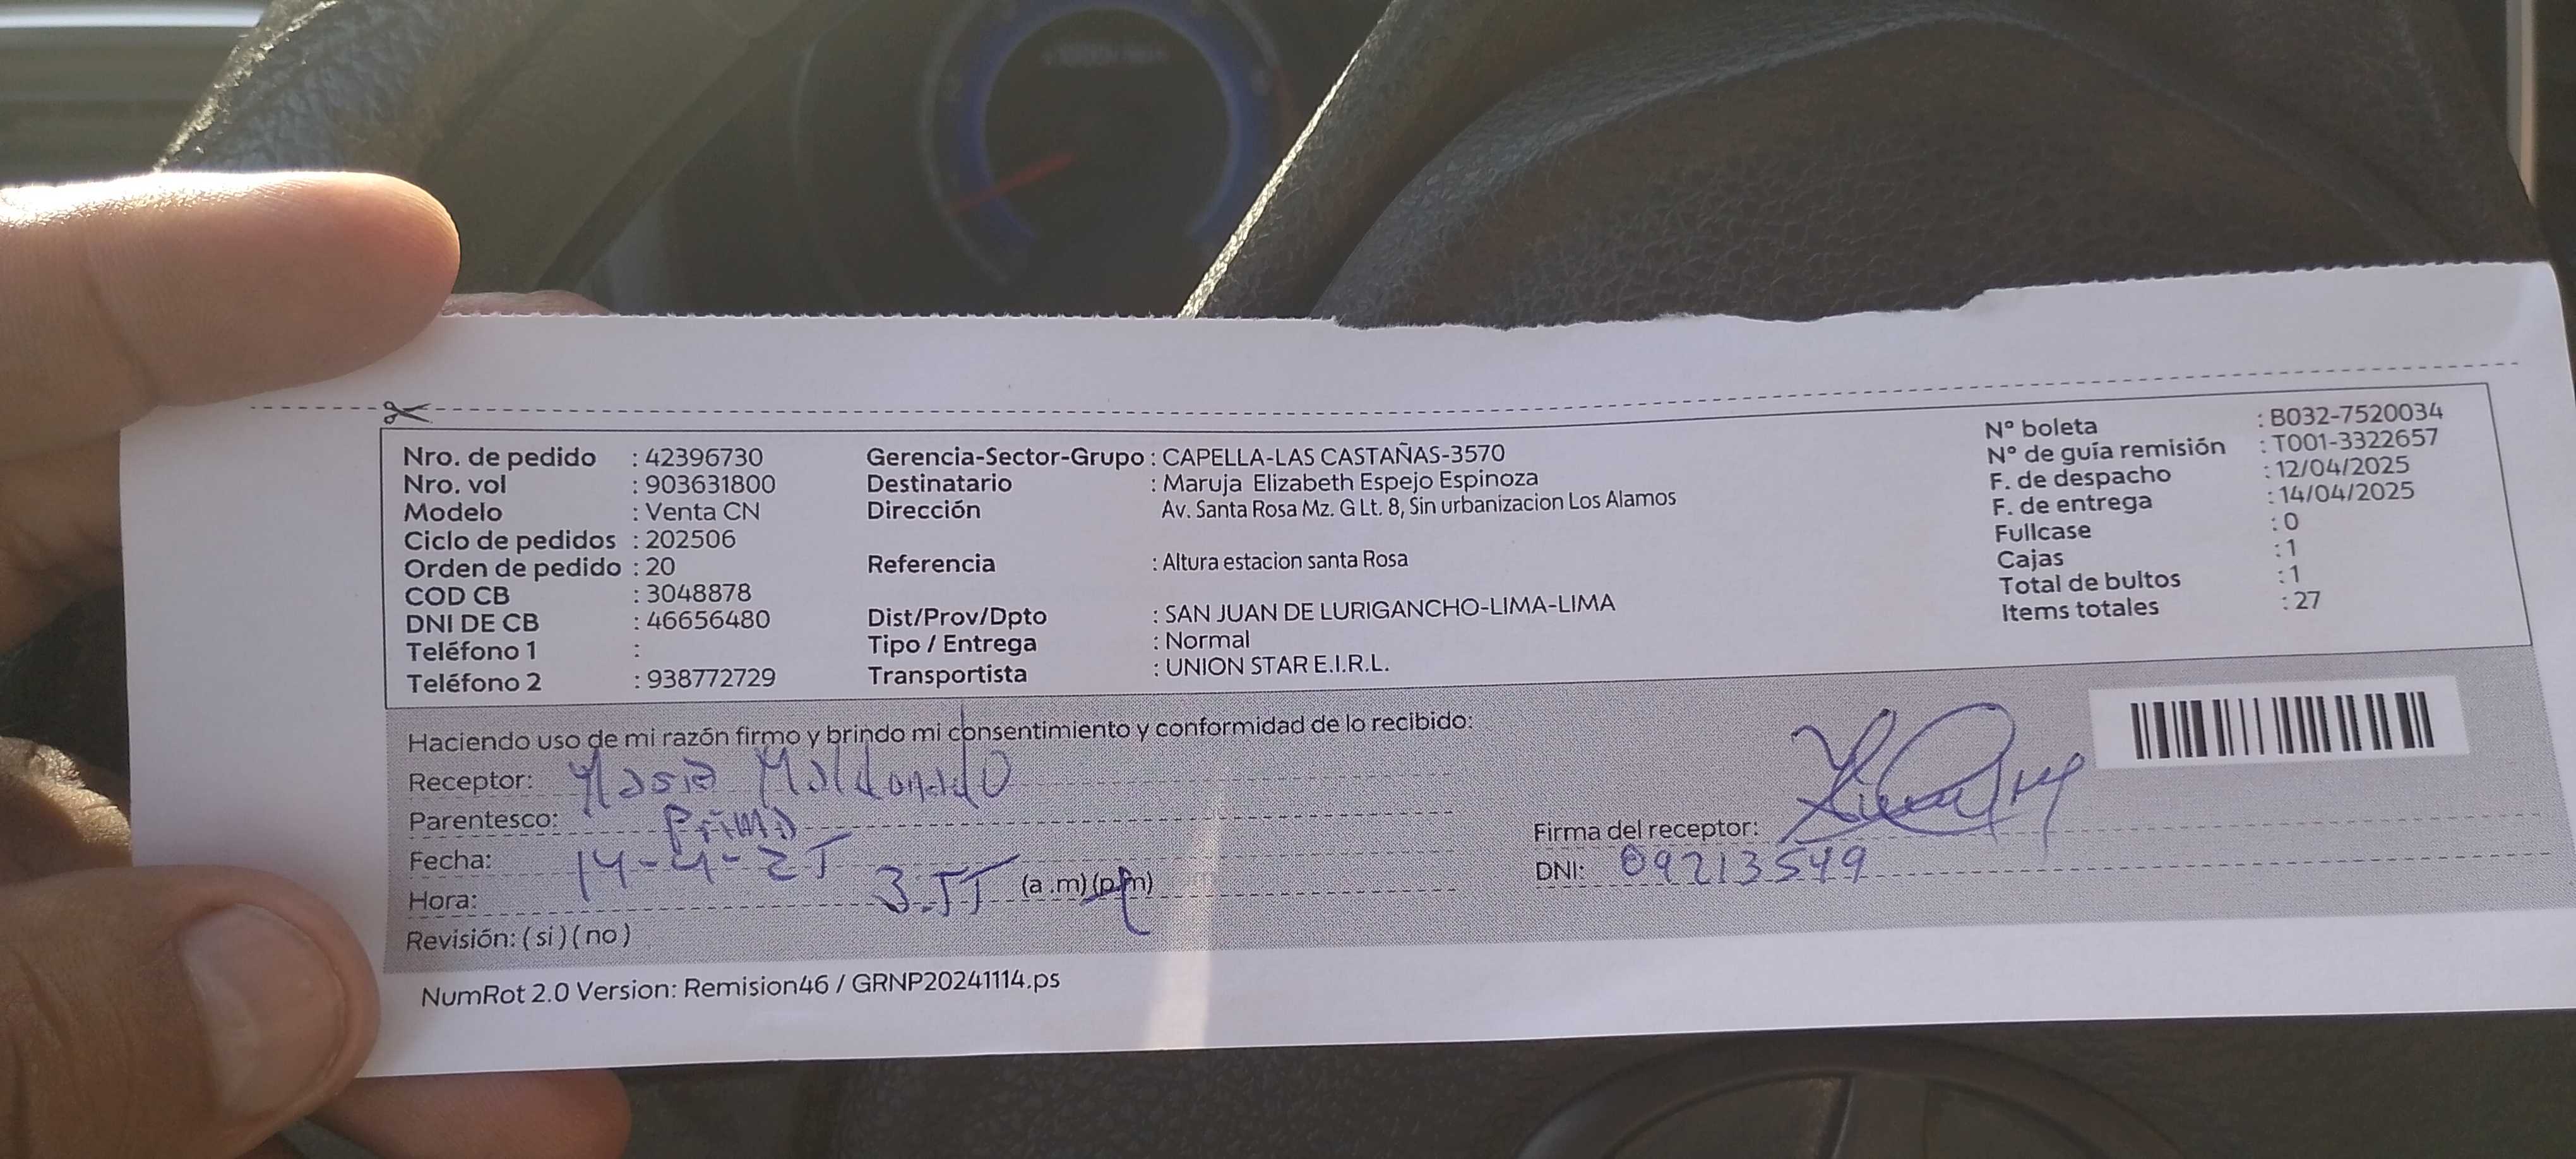 Nro. de pedido : 42396730
Nro. vol : 903631800
Modelo : Venta CN
Ciclo de pedidos : 202506
Orden de pedido : 20
COD CB : 3048878
DNI DE CB : 46656480
Teléfono 1 :
Teléfono 2 : 938772729
Gerencia-Sector-Grupo : CAPELLA-LAS CASTAÑAS-3570
Destinatario : Maruja Elizabeth Espejo Espinoza
Dirección Av. Santa Rosa Mz. G Lt. 8, Sin urbanizacion Los Alamos
Referencia : Altura estacion santa Rosa
Dist/Prov/Dpto : SAN JUAN DE LURIGANCHO-LIMA-LIMA
Tipo / Entrega : Normal
Transportista : UNION STAR E.I.R.L.
N° boleta : B032-7520034
N° de guía remisión : T001-3322657
F. de despacho : 12/04/2025
F. de entrega : 14/04/2025
Fullcase : 0
Cajas : 1
Total de bultos : 1
Items totales : 27
Haciendo uso de mi razón firmo y brindo mi consentimiento y conformidad de lo recibido:
Receptor: Maldonado
Parentesco: Prima
Fecha: 14-4-25
Hora: 3.55 (a.m) (p.m)
Revisión: (si) (no)
Firma del receptor:
DNI: 09213549
NumRot 2.0 Version: Remision46 / GRNP20241114.ps